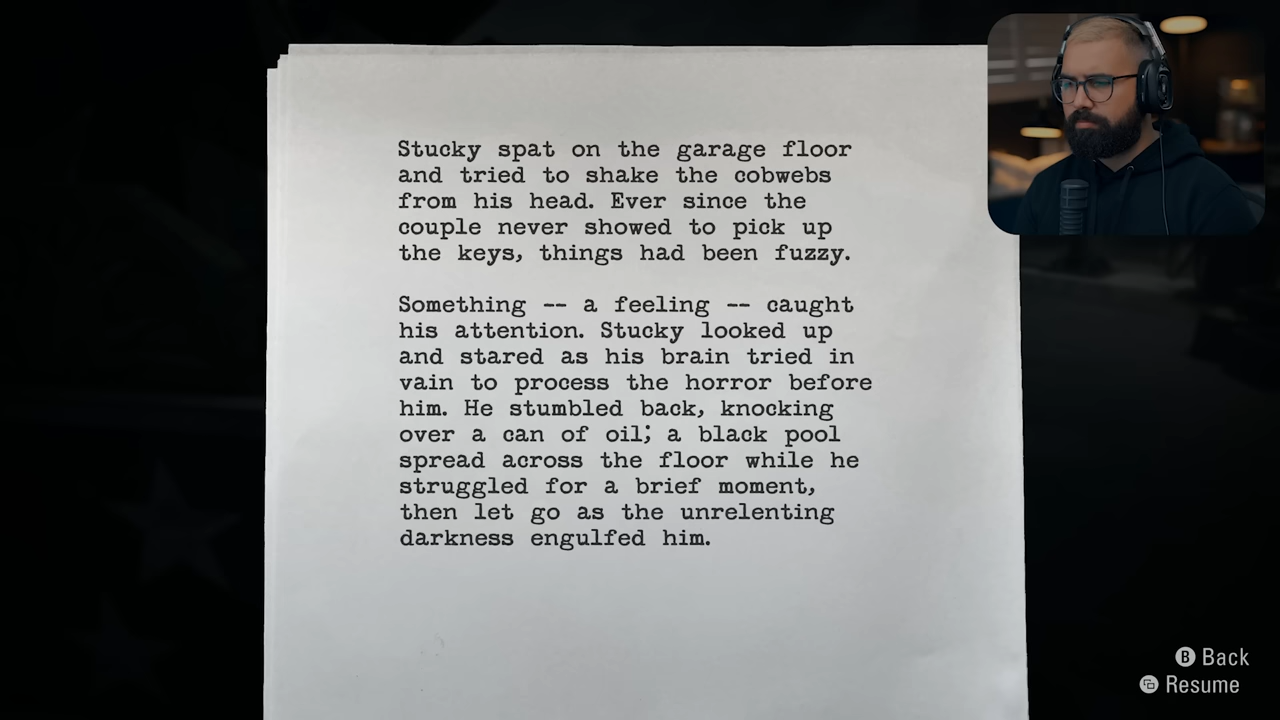 Stucky spat on the garage floor
and tried to shake the cobwebs
from his head. Ever since the
couple never showed to pick up
the keys, things had been fuzzy.
Something -- a feeling -- caught
his attention. Stucky looked up
and stared as his brain tried in
vain to process the horror before
him. He stumbled back, knocking
over a can of oil; a black pool
spread across the floor while he
struggled for a brief moment,
then let go as the unrelenting
darkness engulfed him.
B Back
Resume